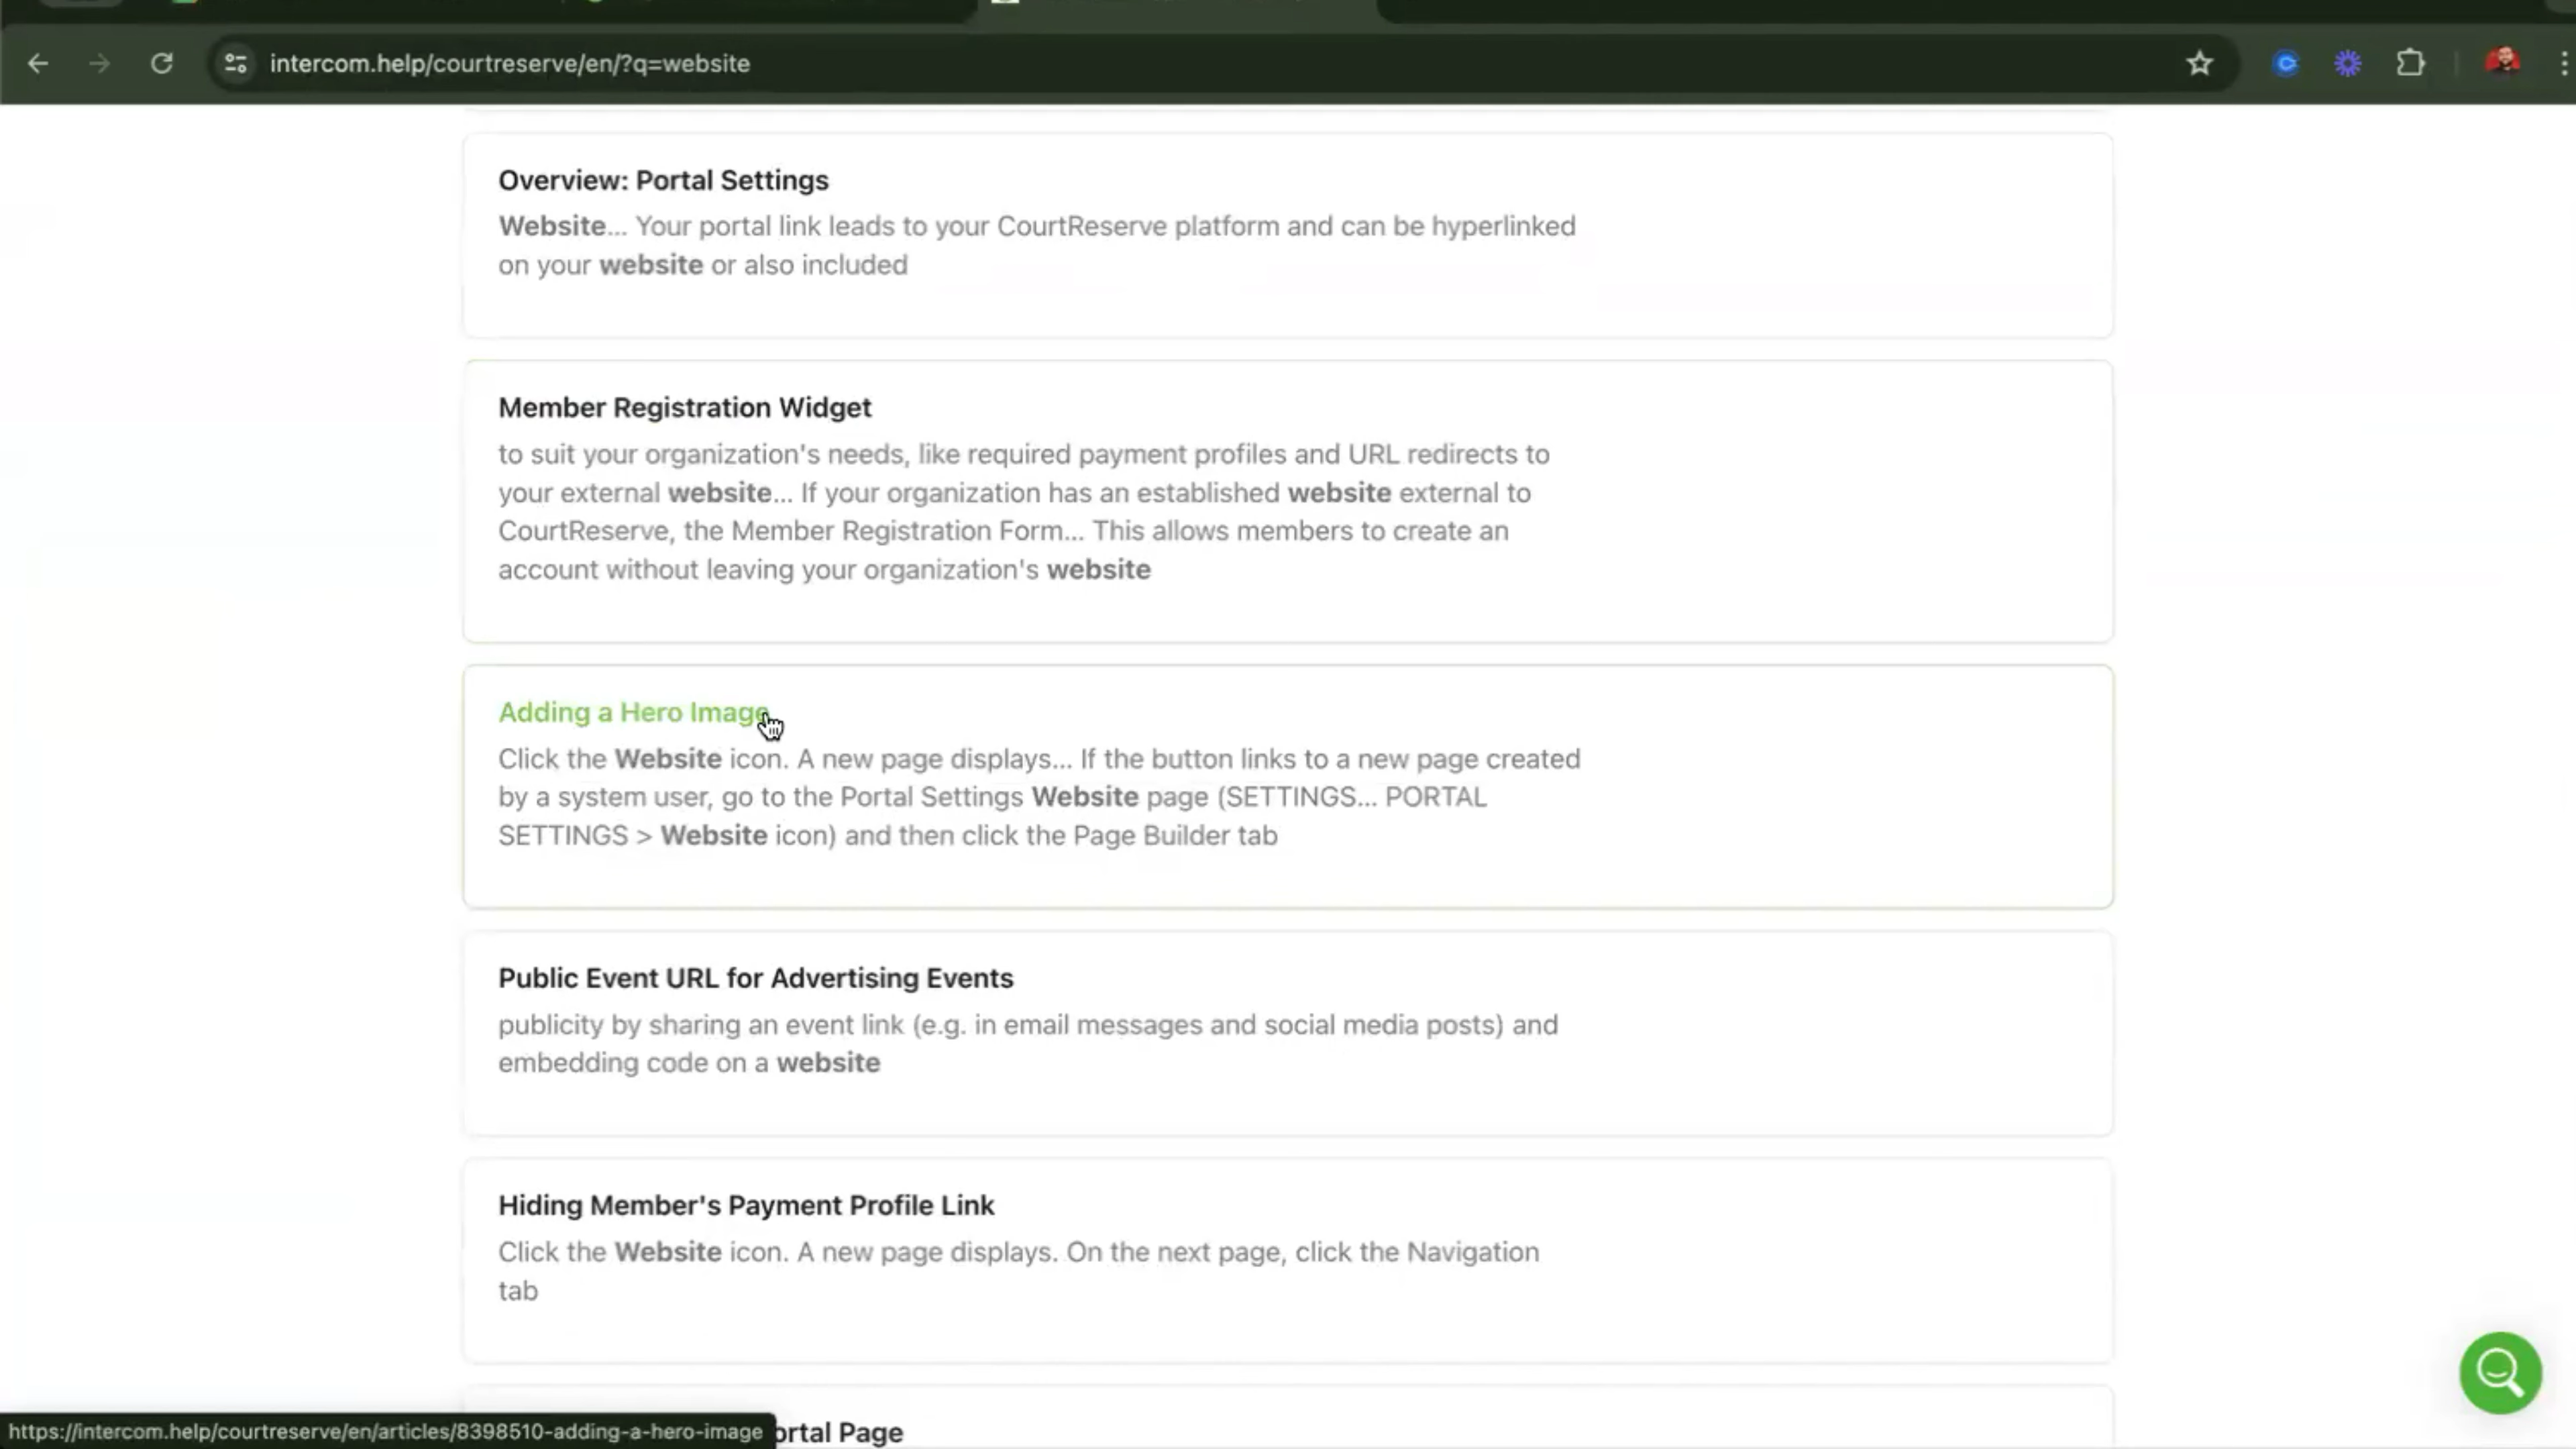 intercom.help/courtreserve/en/?q=website
Overview: Portal Settings
Website... Your portal link leads to your CourtReserve platform and can be hyperlinked
on your website or also included
Member Registration Widget
to suit your organization's needs, like required payment profiles and URL redirects to
your external website... If your organization has an established website external to
CourtReserve, the Member Registration Form... This allows members to create an
account without leaving your organization's website
Adding a Hero Image
Click the Website icon. A new page displays... If the button links to a new page created
by a system user, go to the Portal Settings Website page (SETTINGS... PORTAL
SETTINGS > Website icon) and then click the Page Builder tab
Public Event URL for Advertising Events
publicity by sharing an event link (e.g. in email messages and social media posts) and
embedding code on a website
Hiding Member's Payment Profile Link
Click the Website icon. A new page displays. On the next page, click the Navigation
tab
https://intercom.help/courtreserve/en/articles/8398510-adding-a-hero-image
ortal Page